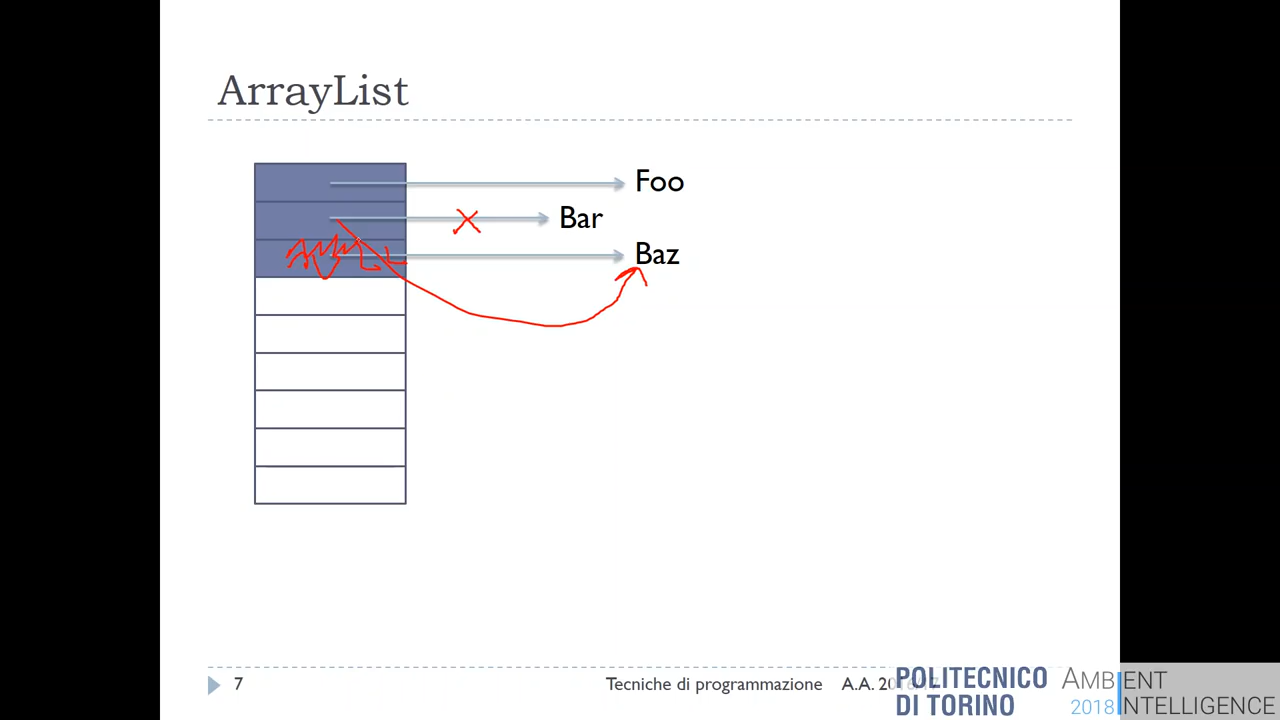 ArrayList
Foo
Bar
Baz
7
Tecniche di programmazione
A.A.
POLITECNICO
DI TORINO
AMBIENT
2018 INTELLIGENCE